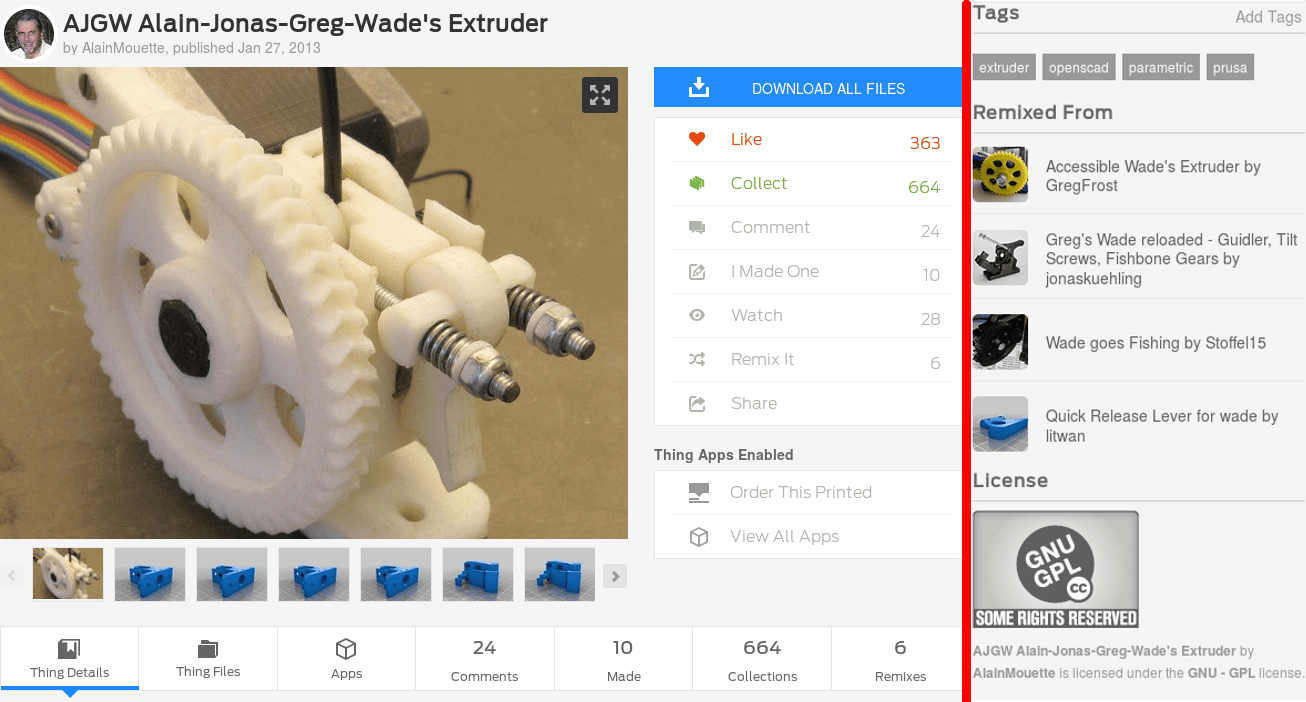 AJGW Alain-Jonas-Greg-Wade's Extruder
by AlainMouette, published Jan 27, 2013
DOWNLOAD ALL FILES
Like 363
Collect 664
Comment 24
I Made One 10
Watch 28
Remix It 6
Share
Thing Apps Enabled
Order This Printed
View All Apps
Thing Details
Thing Files
Apps
24
Comments
10
Made
664
Collections
6
Remixes
Tags
Add Tags
extruder openscad parametric prusa
Remixed From
Accessible Wade's Extruder by
GregFrost
Greg's Wade reloaded - Guidler, Tilt
Screws, Fishbone Gears by
jonaskuehling
Wade goes Fishing by Stoffel15
Quick Release Lever for wade by
litwan
License
GNU
GPL
cc
SOME RIGHTS RESERVED
AJGW Alain-Jonas-Greg-Wade's Extruder by
AlainMouette is licensed under the GNU - GPL license.